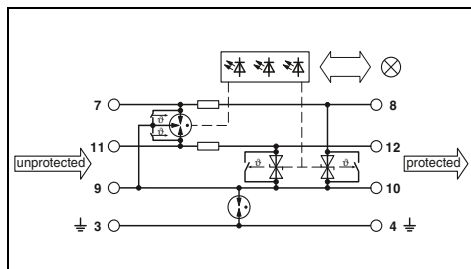 7 ϑ 8
ϑ
11 12
unprotected ϑ ϑ protected
9 10
3 4